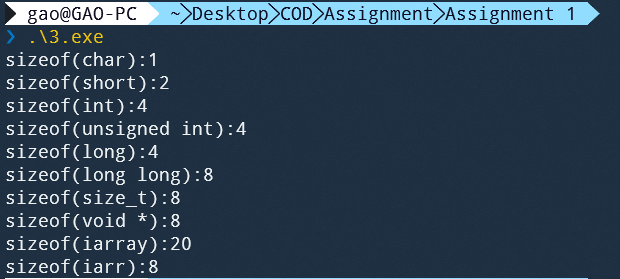 gao@GAO-PC ~ Desktop COD Assignment Assignment 1
❯ .\3.exe
sizeof(char):1
sizeof(short):2
sizeof(int):4
sizeof(unsigned int):4
sizeof(long):4
sizeof(long long):8
sizeof(size_t):8
sizeof(void *):8
sizeof(iarray):20
sizeof(iarr):8